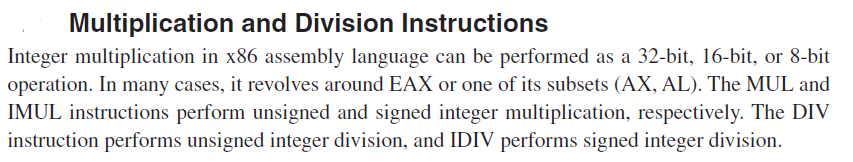 Multiplication and Division Instructions
Integer multiplication in x86 assembly language can be performed as a 32-bit, 16-bit, or 8-bit
operation. In many cases, it revolves around EAX or one of its subsets (AX, AL). The MUL and
IMUL instructions perform unsigned and signed integer multiplication, respectively. The DIV
instruction performs unsigned integer division, and IDIV performs signed integer division.